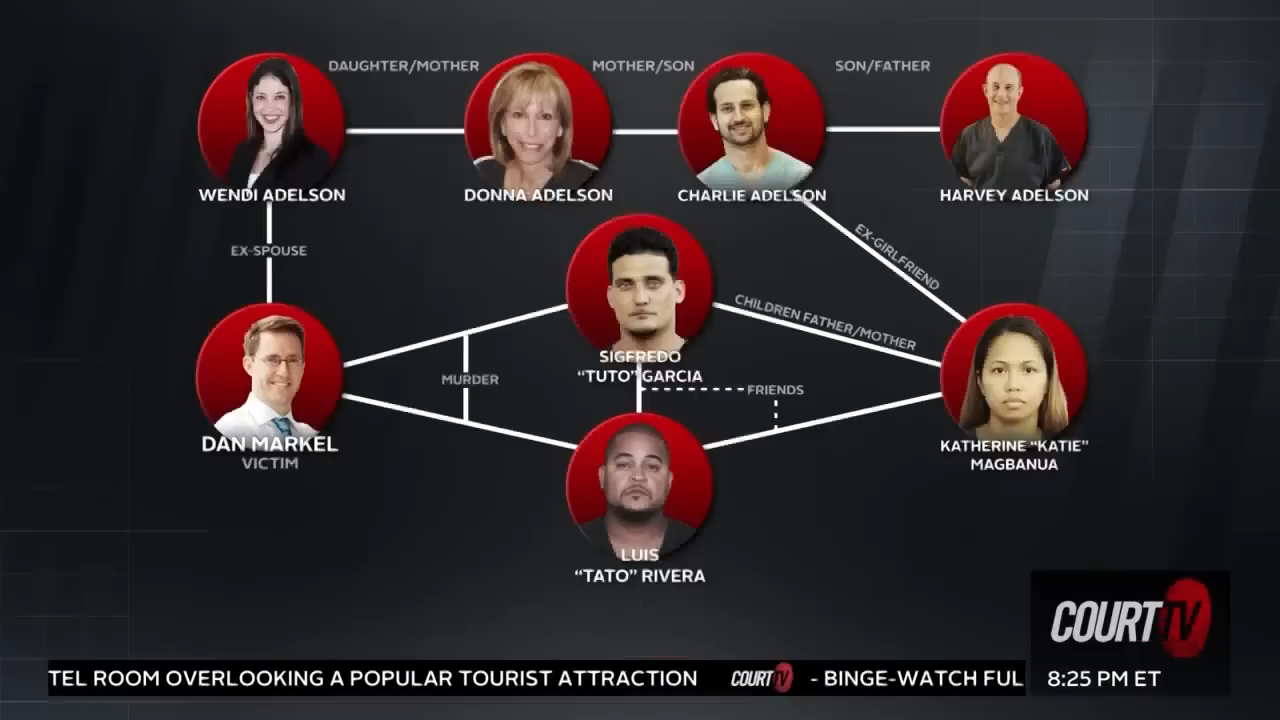 DAUGHTER/MOTHER
MOTHER/SON
SON/FATHER
WENDI ADELSON
DONNA ADELSON
CHARLIE ADELSON
HARVEY ADELSON
EX-SPOUSE
EX-GIRLFRIEND
CHILDREN FATHER/MOTHER
SIGFREDO
“TUTO” GARCIA
MURDER
FRIENDS
DAN MARKEL
VICTIM
KATHERINE “KATIE”
MAGBANUA
LUIS
“TATO” RIVERA
COURT TV
TEL ROOM OVERLOOKING A POPULAR TOURIST ATTRACTION COURT TV - BINGE-WATCH FUL
8:25 PM ET